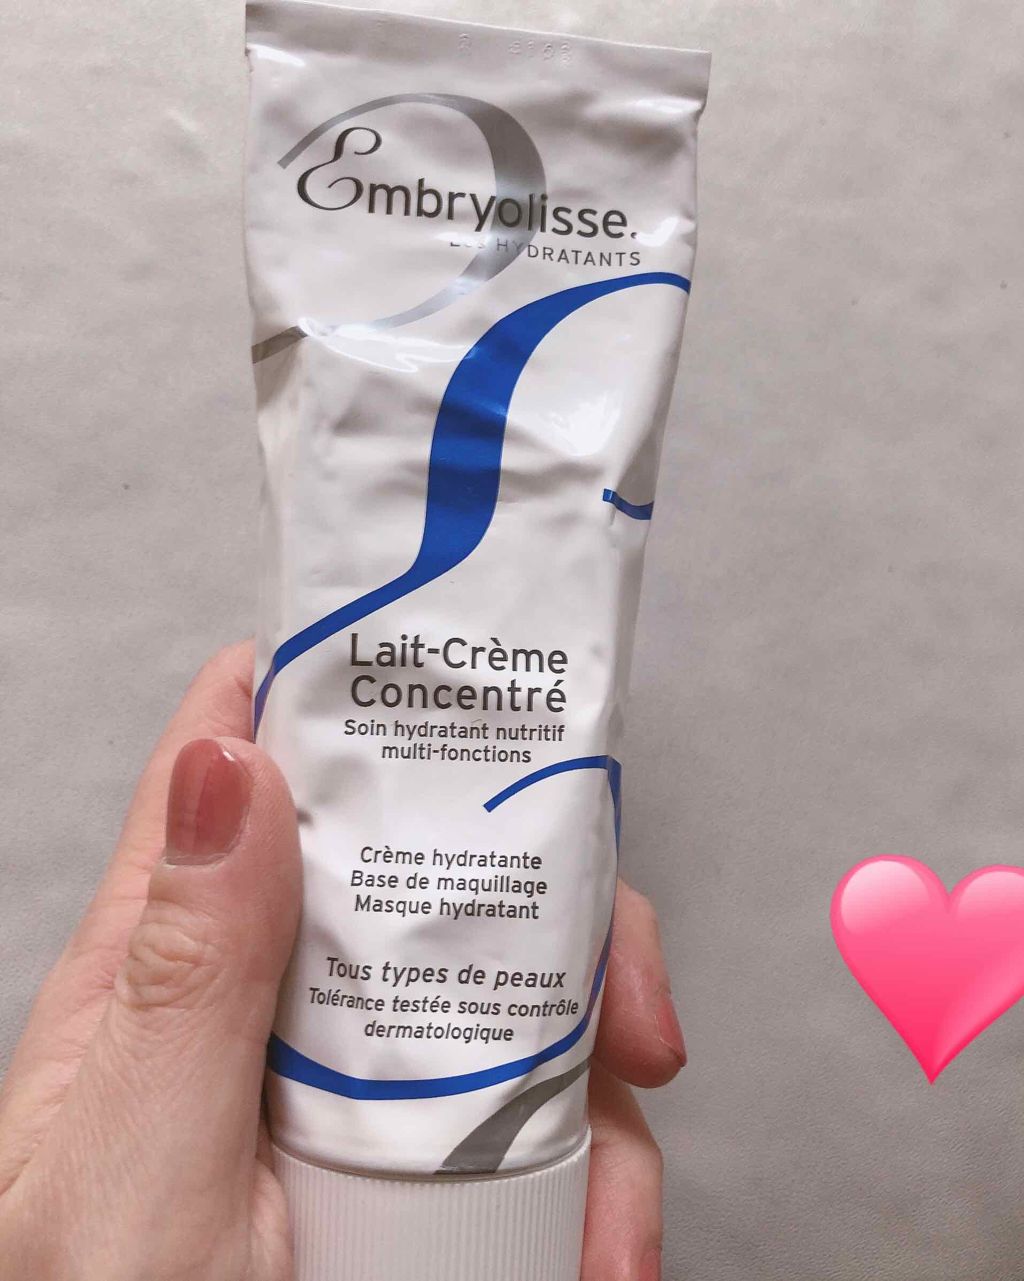 Embryolisse.
LES HYDRATANTS
Lait-Crème
Concentré
Soin hydratant nutritif
multi-fonctions
Crème hydratante
Base de maquillage
Masque hydratant
Tous types de peaux
Tolérance testée sous contrôle
dermatologique